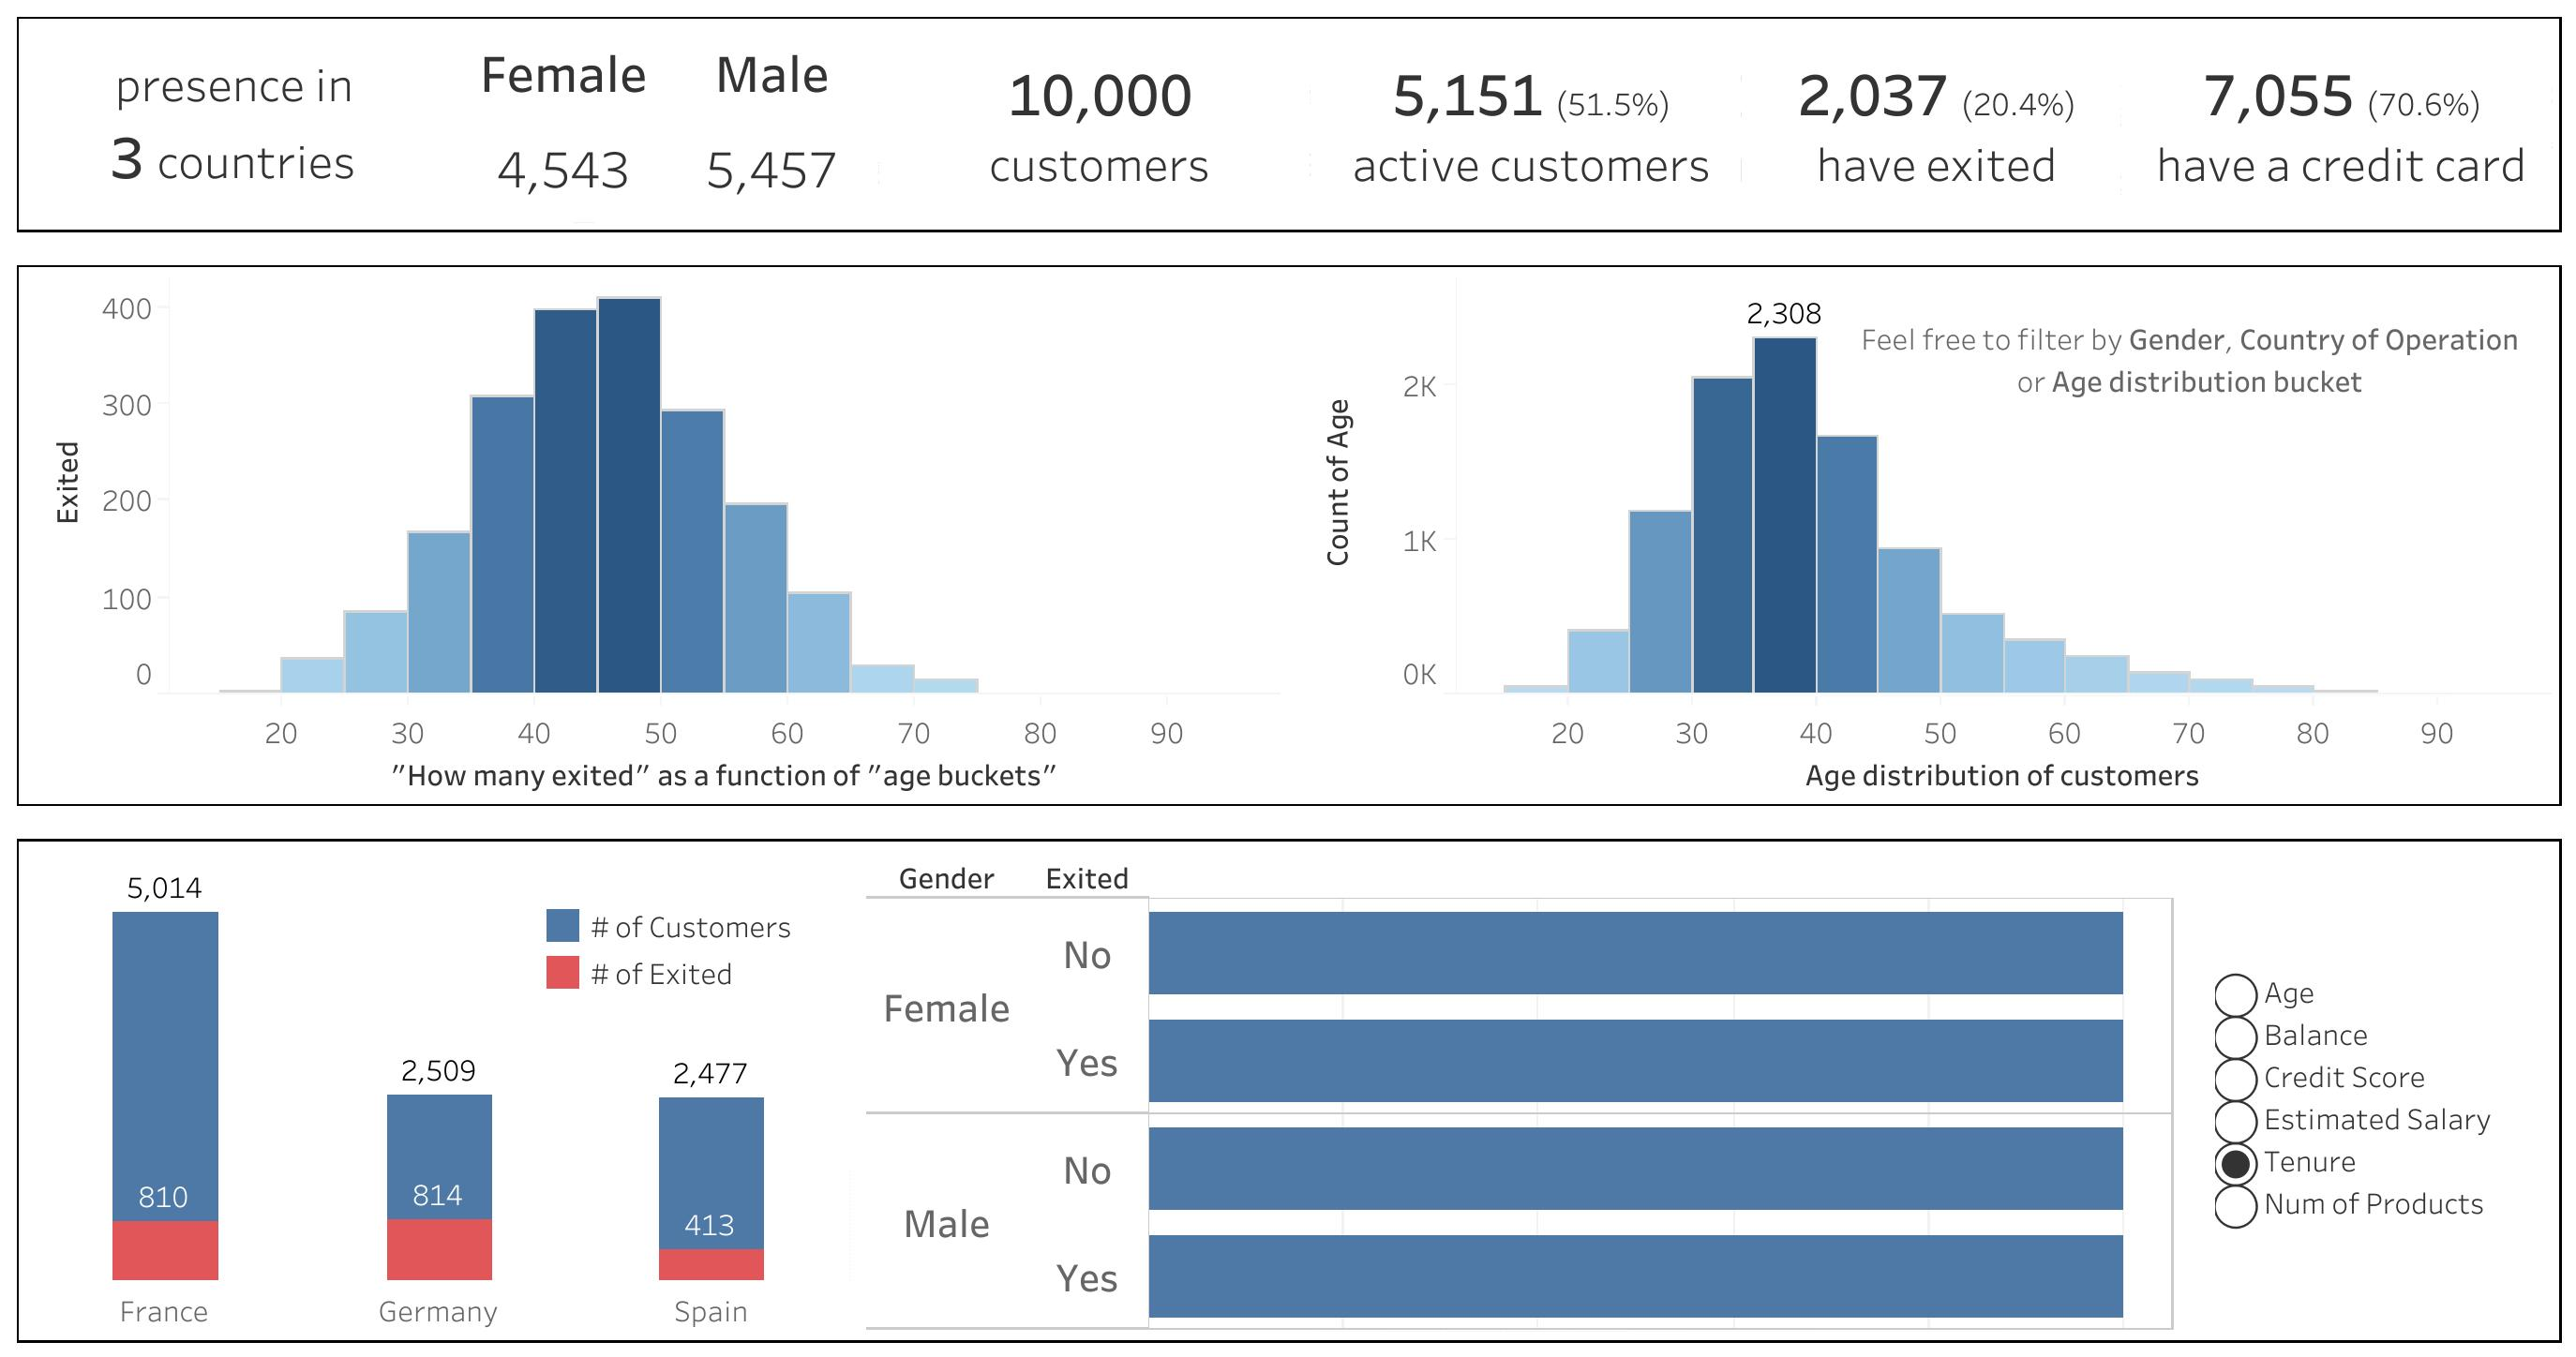 presence in
3 countries
Female Male
4,543 5,457
10,000
customers
5,151 (51.5%)
active customers
2,037 (20.4%)
have exited
7,055 (70.6%)
have a credit card
400
300
200
100
0
Exited
20 30 40 50 60 70 80 90
"How many exited" as a function of "age buckets"
2,308
Feel free to filter by Gender, Country of Operation
or Age distribution bucket
2K
1K
0K
Count of Age
20 30 40 50 60 70 80 90
Age distribution of customers
5,014
2,509
2,477
# of Customers
# of Exited
810
814
413
France Germany Spain
Gender Exited
Female
No
Yes
Male
No
Yes
Age
Balance
Credit Score
Estimated Salary
Tenure
Num of Products